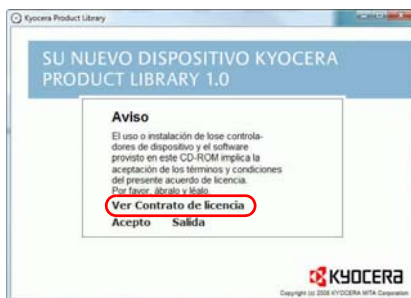 Kyocera Product Library
SU NUEVO DISPOSITIVO KYOCERA
PRODUCT LIBRARY 1.0
Aviso
El uso o instalación de lose controla-
dores de dispositivo y el software
provisto en este CD-ROM implica la
aceptación de los términos y condiciones
del presente acuerdo de licencia.
Por favor, ábralo y léalo.
Ver Contrato de licencia
Acepto Salida
KYOCERA
Copyright (c) 2008 KYOCERA MITA Corporation